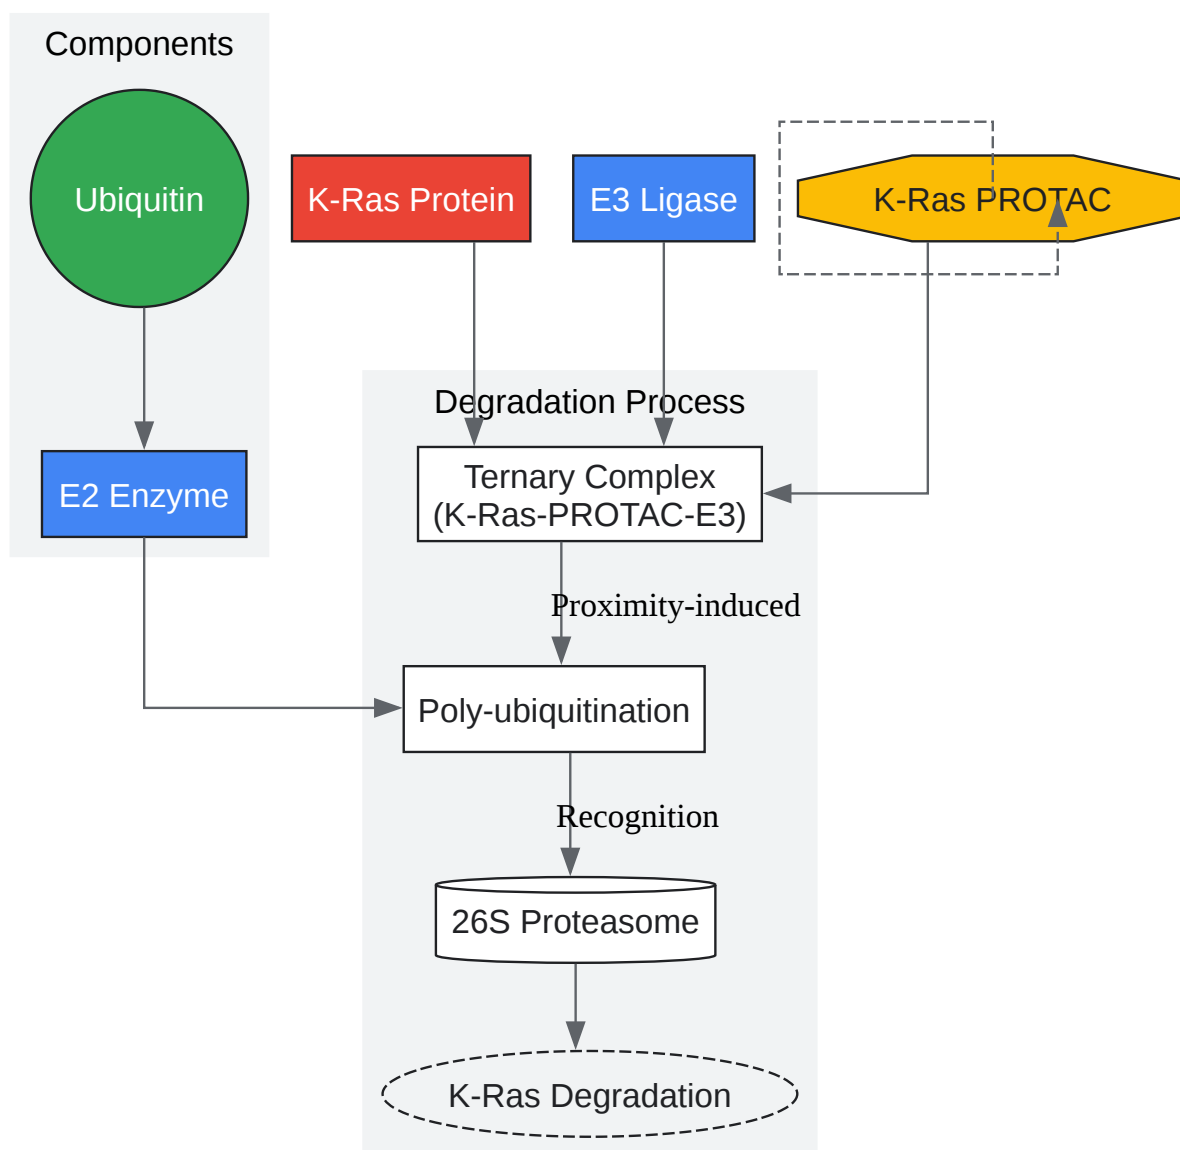 Components
Ubiquitin
K-Ras Protein
E3 Ligase
K-Ras PROTAC
Degradation Process
Ternary Complex
(K-Ras-PROTAC-E3)
E2 Enzyme
Proximity-induced
Poly-ubiquitination
Recognition
26S Proteasome
K-Ras Degradation